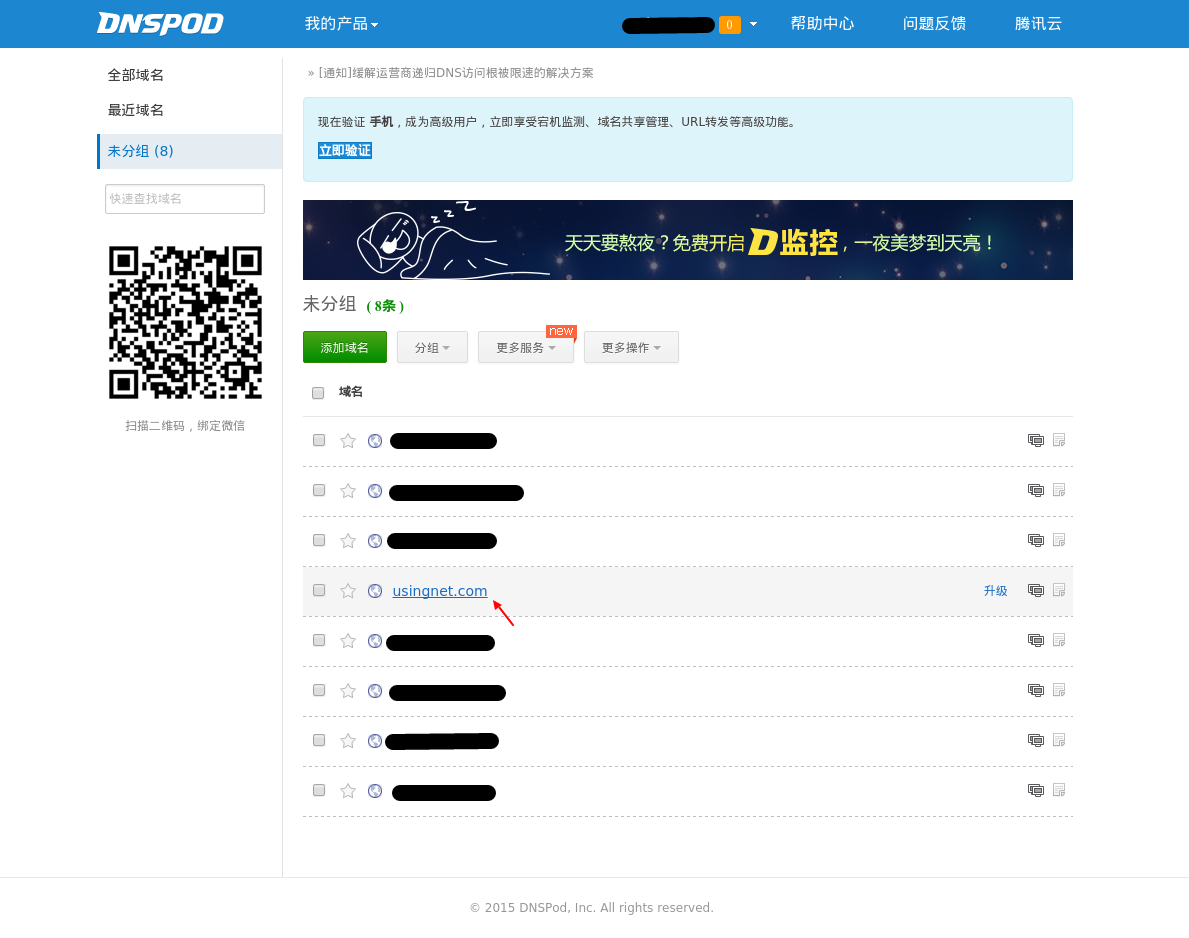 DNSPOD
我的产品
0
帮助中心
问题反馈
腾讯云
全部域名
最近域名
未分组 (8)
快速查找域名
扫描二维码，绑定微信
» [通知]缓解运营商递归DNS访问根被限速的解决方案
现在验证 手机，成为高级用户，立即享受宕机监测、域名共享管理、URL转发等高级功能。
立即验证
z z z
天天要熬夜？免费开启D监控，一夜美梦到天亮！
未分组 ( 8条 )
添加域名
分组
更多服务
new
更多操作
域名
usingnet.com
升级
© 2015 DNSPod, Inc. All rights reserved.